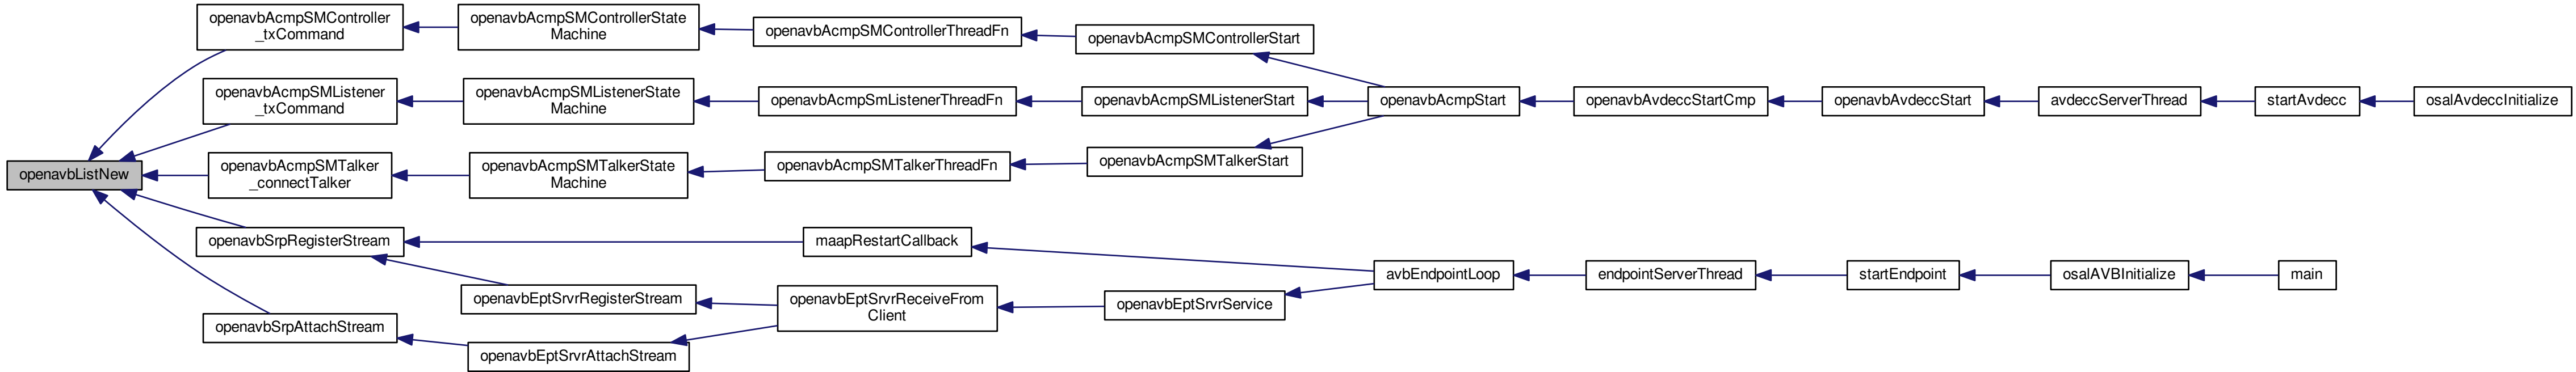 openavbAcmpSMController
_txCommand
openavbAcmpSMControllerState
Machine
openavbAcmpSMControllerThreadFn
openavbAcmpSMControllerStart
openavbAcmpSMListener
_txCommand
openavbAcmpSMListenerState
Machine
openavbAcmpSmListenerThreadFn
openavbAcmpSMListenerStart
openavbAcmpStart
openavbAvdeccStartCmp
openavbAvdeccStart
avdeccServerThread
startAvdecc
osalAvdeccInitialize
openavbListNew
openavbAcmpSMTalker
_connectTalker
openavbAcmpSMTalkerState
Machine
openavbAcmpSMTalkerThreadFn
openavbAcmpSMTalkerStart
openavbSrpRegisterStream
maapRestartCallback
avbEndpointLoop
endpointServerThread
startEndpoint
osalAVBInitialize
main
openavbEptSrvrRegisterStream
openavbEptSrvrReceiveFrom
Client
openavbEptSrvrService
openavbSrpAttachStream
openavbEptSrvrAttachStream